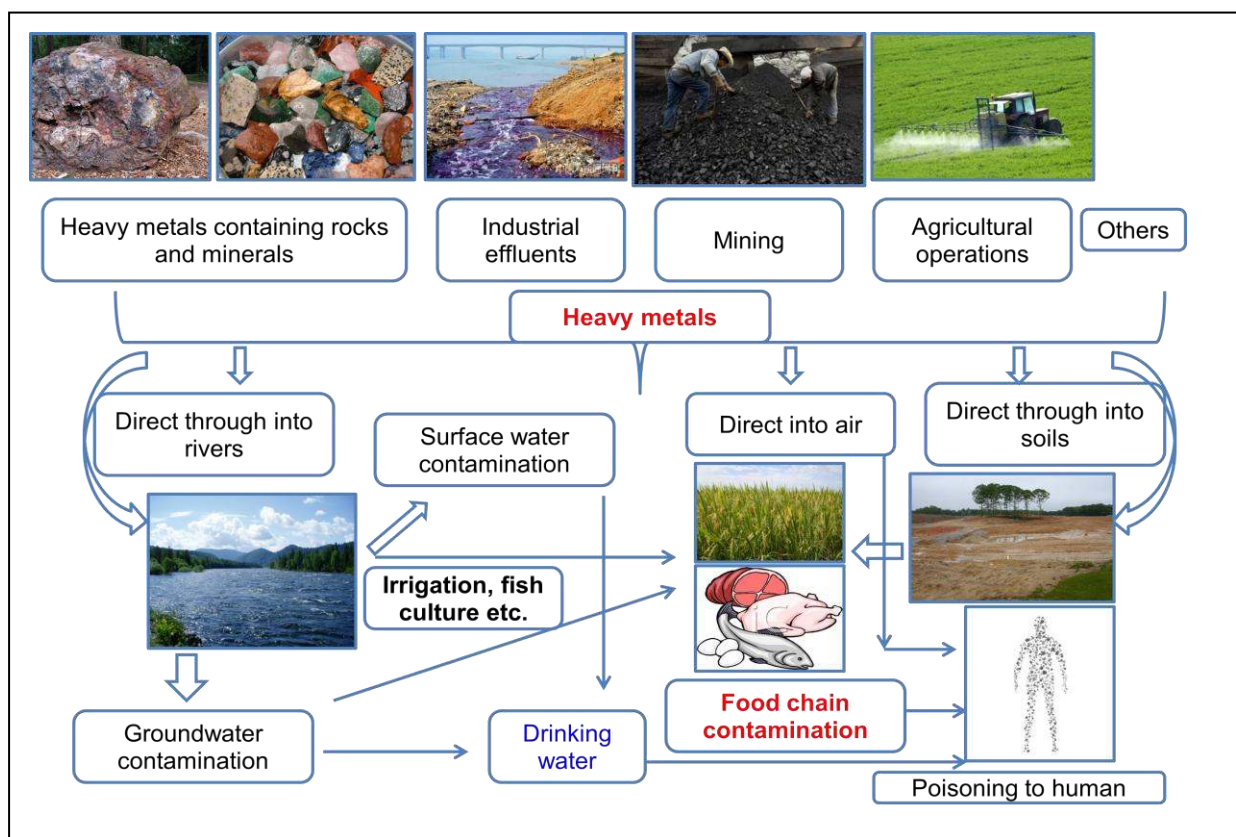 Heavy metals containing rocks
and minerals
Industrial
effluents
Mining
Agricultural
operations
Others
Heavy metals
Direct through into
rivers
Surface water
contamination
Direct into air
Direct through into
soils
Irrigation, fish
culture etc.
Groundwater
contamination
Drinking
water
Food chain
contamination
Poisoning to human